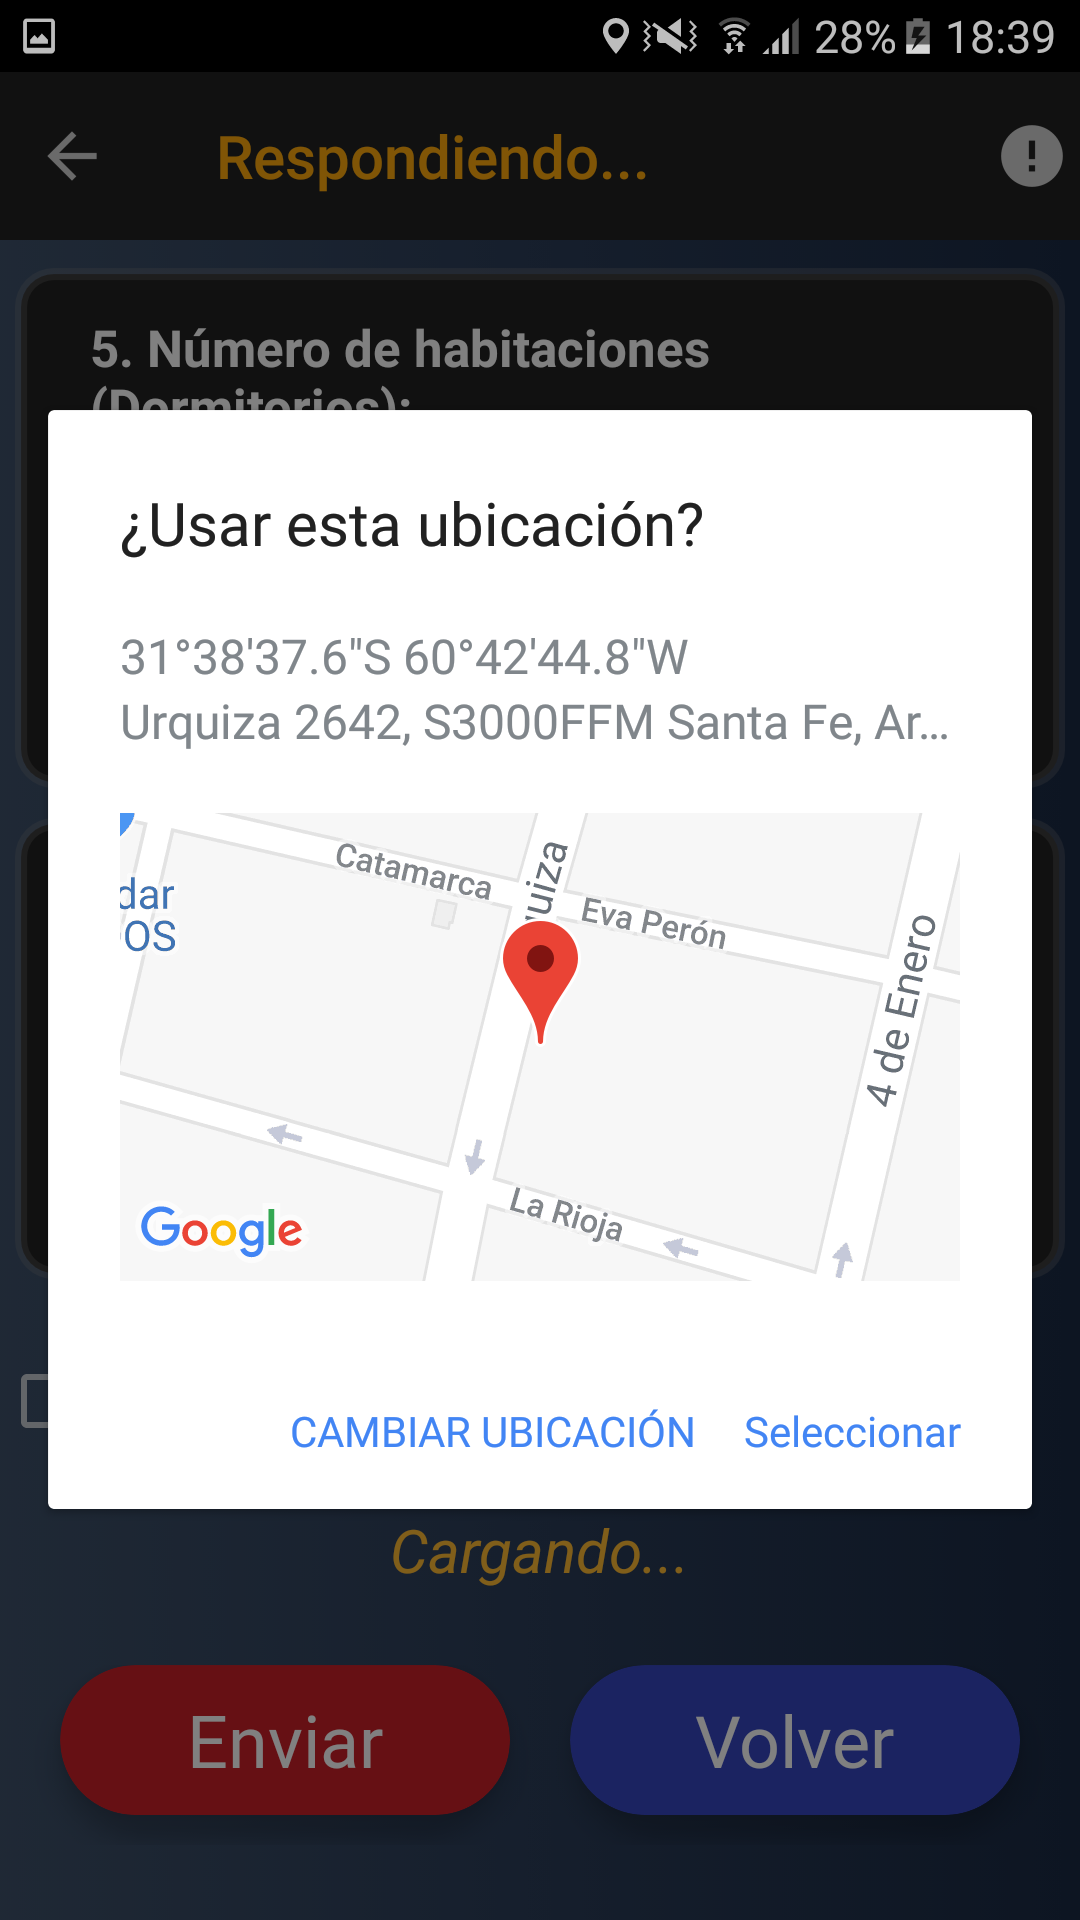 28% 18:39
Respondiendo...
5. Número de habitaciones
(Dormitorios):
¿Usar esta ubicación?
31°38'37.6"S 60°42'44.8"W
Urquiza 2642, S3000FFM Santa Fe, Ar...
Catamarca
uiza
Eva Perón
dar
OS
4 de Enero
La Rioja
Google
CAMBIAR UBICACIÓN Seleccionar
Cargando...
Enviar Volver